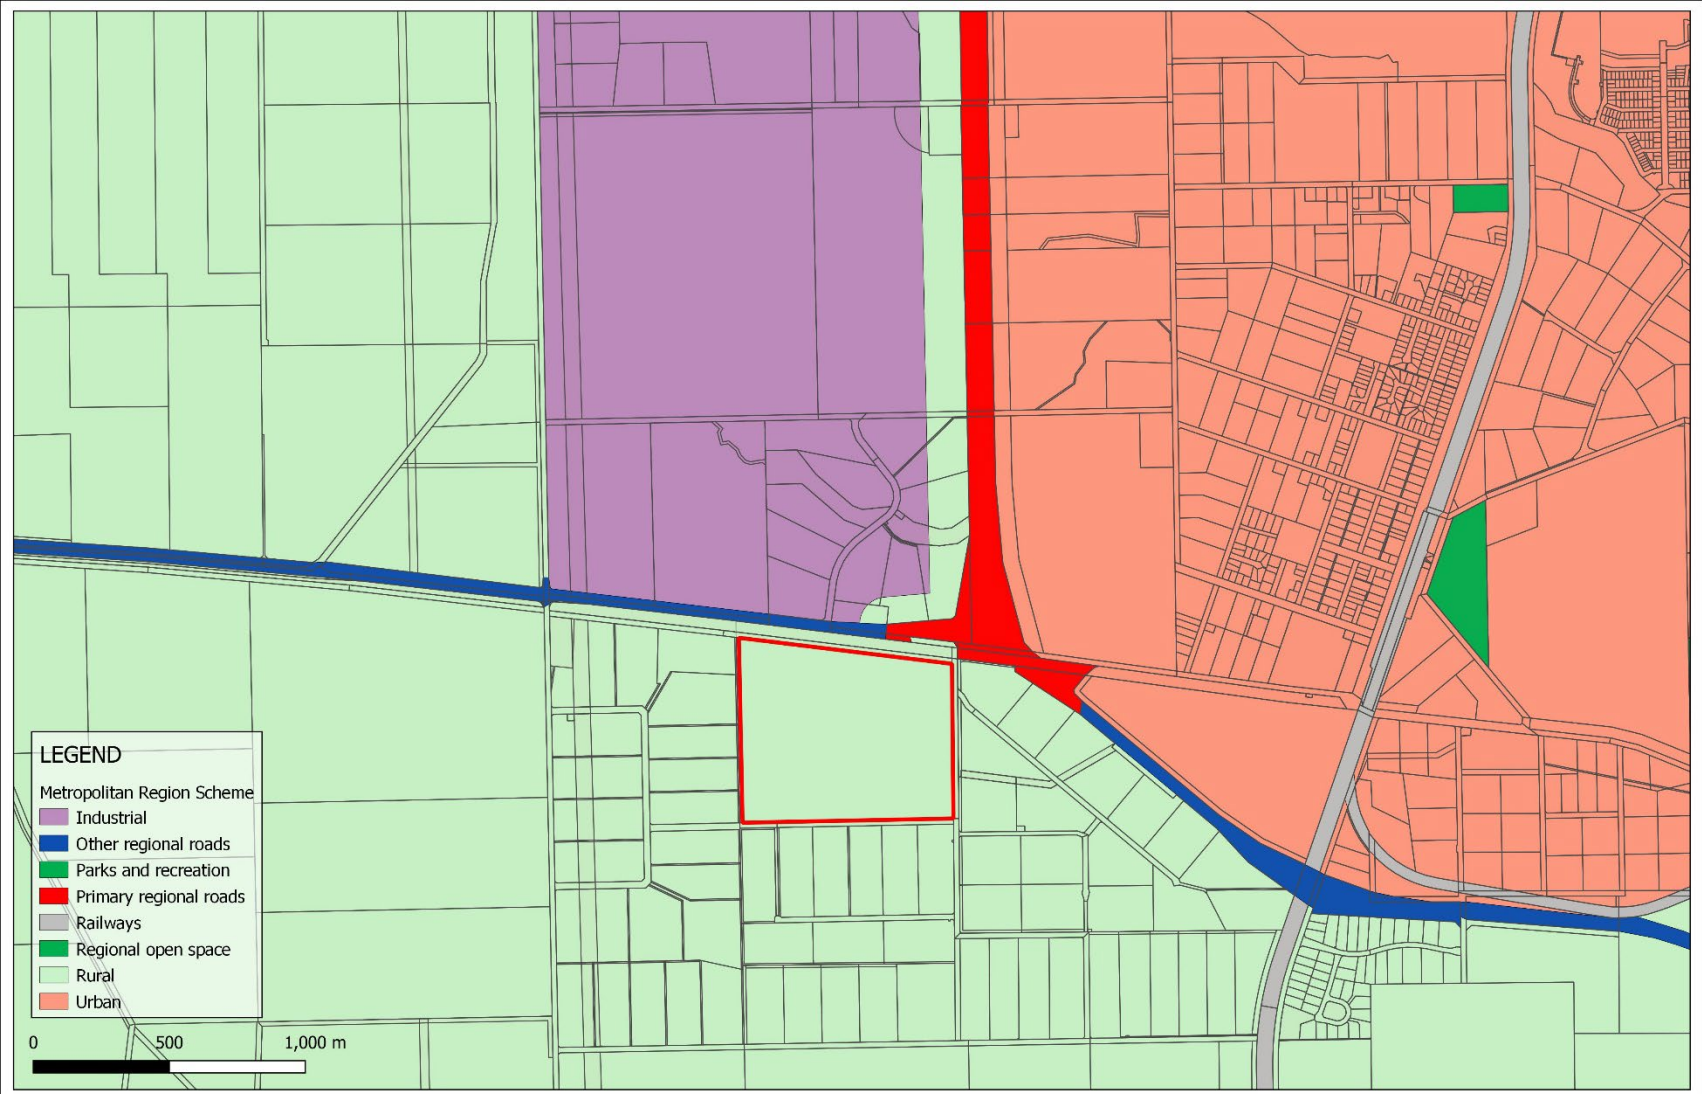 LEGEND
Metropolitan Region Scheme
Industrial
Other regional roads
Parks and recreation
Primary regional roads
Railways
Regional open space
Rural
Urban
0 500 1,000 m